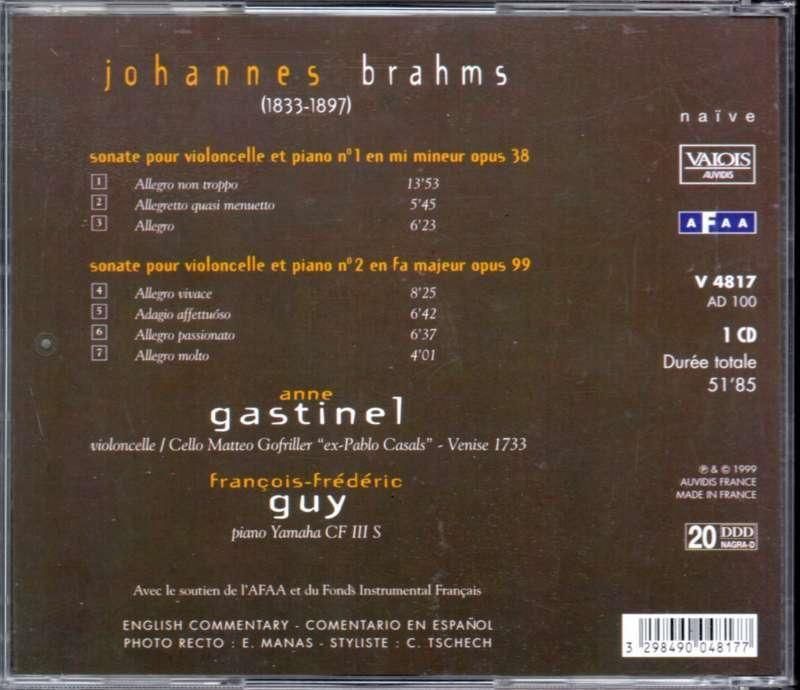 johannes brahms
(1833-1897)
sonate pour violoncelle et piano n°1 en mi mineur opus 38
1 Allegro non troppo 13'53
2 Allegretto quasi menuetto 5'45
3 Allegro 6'23
sonate pour violoncelle et piano n°2 en fa majeur opus 99
4 Allegro vivace 8'25
5 Adagio affettuoso 6'42
6 Allegro passionato 6'37
7 Allegro molto 4'01
anne
gastinel
violoncelle / Cello Matteo Gofriller "ex-Pablo Casals" - Venise 1733
françois-frédéric
guy
piano Yamaha CF III S
Avec le soutien de l'AFAA et du Fonds Instrumental Français
ENGLISH COMMENTARY - COMENTARIO EN ESPAÑOL
PHOTO RECTO : E. MANAS - STYLISTE : C. TSCHECH
naïve
VALOIS
AUVIDIS
AFAA
V 4817
AD 100
1 CD
Durée totale
51'85
℗ & © 1999
AUVIDIS FRANCE
MADE IN FRANCE
20 DDD
NAGRA-D
3 298490 048177